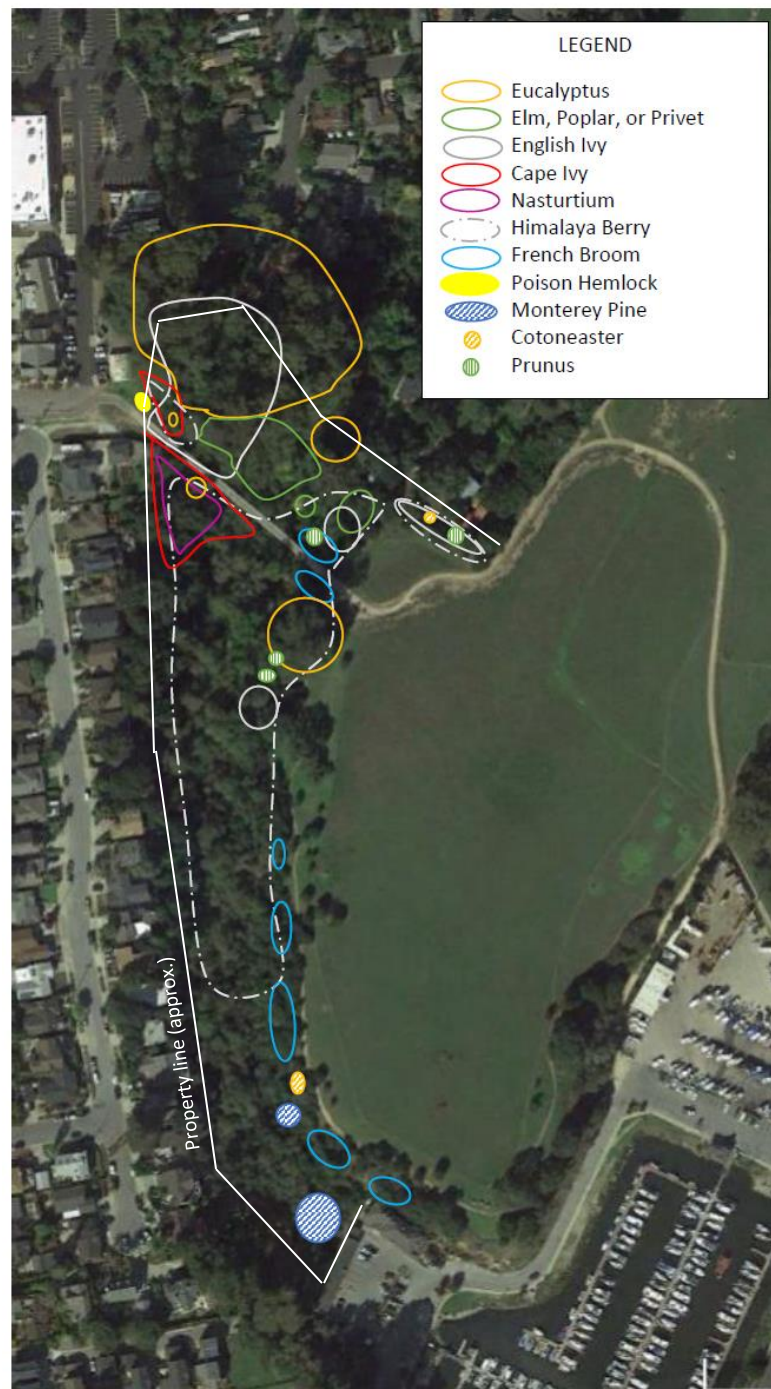 LEGEND
Eucalyptus
Elm, Poplar, or Privet
English Ivy
Cape Ivy
Nasturtium
Himalaya Berry
French Broom
Poison Hemlock
Monterey Pine
Cotoneaster
Prunus
Property line (approx.)